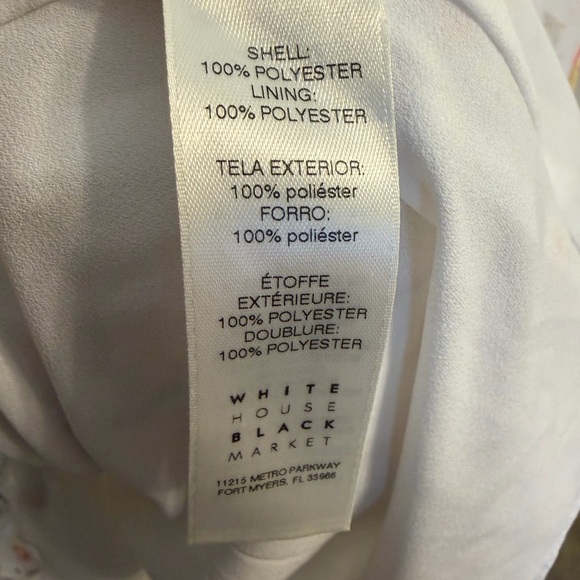 SHELL:
100% POLYESTER
LINING:
100% POLYESTER
TELA EXTERIOR:
100% poliéster
FORRO:
100% poliéster
ÉTOFFE
EXTÉRIEURE:
100% POLYESTER
DOUBLURE:
100% POLYESTER
WHITE
HOUSE
BLACK
MARKET
11215 METRO PARKWAY
FORT MYERS, FL 33966